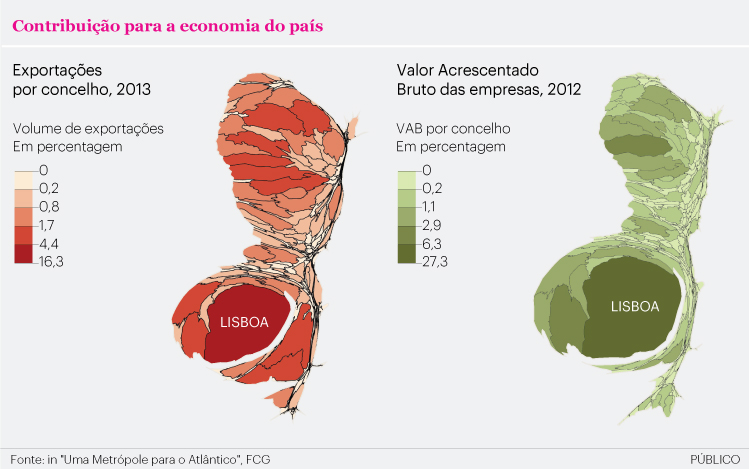 Contribuição para a economia do país
Exportações
por concelho, 2013
Volume de exportações
Em percentagem
0
0,2
0,8
1,7
4,4
16,3
LISBOA
Valor Acrescentado
Bruto das empresas, 2012
VAB por concelho
Em percentagem
0
0,2
1,1
2,9
6,3
27,3
LISBOA
Fonte: in "Uma Metrópole para o Atlântico", FCG
PÚBLICO